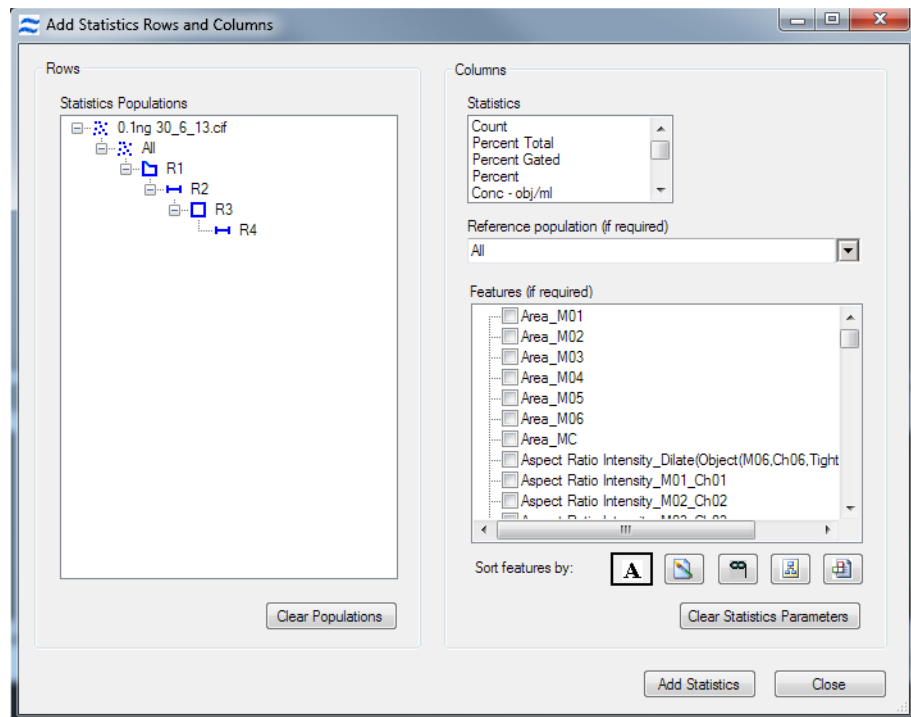 Add Statistics Rows and Columns
Rows
Statistics Populations
0.1ng 30_6_13.cif
All
R1
R2
R3
R4
Clear Populations
Columns
Statistics
Count
Percent Total
Percent Gated
Percent
Conc - obj/ml
Reference population (if required)
All
Features (if required)
Area_M01
Area_M02
Area_M03
Area_M04
Area_M05
Area_M06
Area_MC
Aspect Ratio Intensity_Dilate(Object(M06,Ch06,Tight
Aspect Ratio Intensity_M01_Ch01
Aspect Ratio Intensity_M02_Ch02
Sort features by:
A
Clear Statistics Parameters
Add Statistics
Close